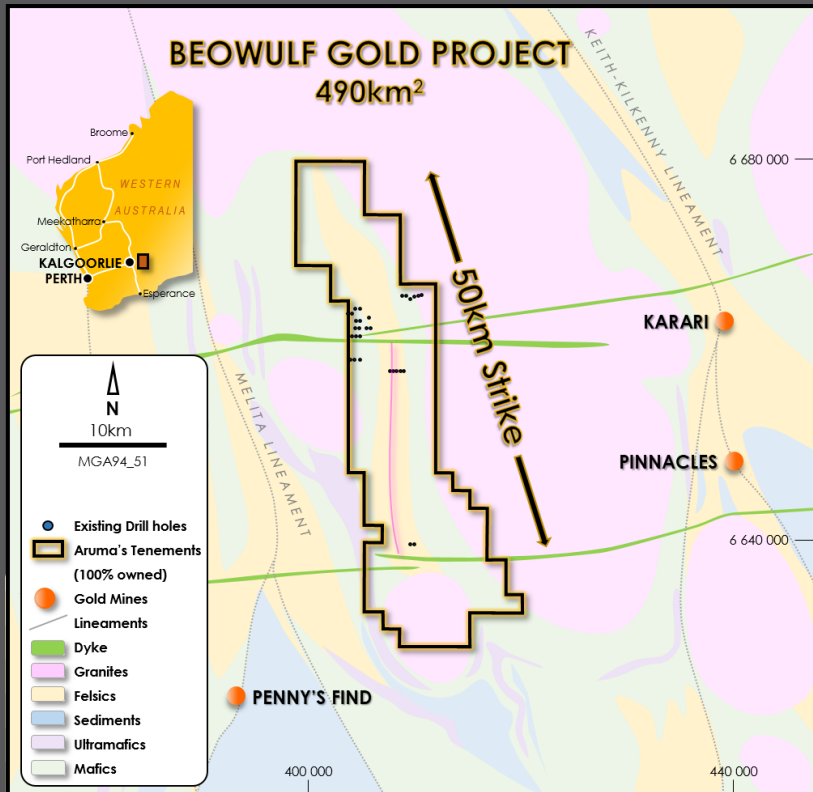 BEOWULF GOLD PROJECT
490km²
KEITH-KILKENNY LINEAMENT
Broome
Port Hedland
WESTERN
AUSTRALIA
Meekatharra
Geraldton
KALGOORLIE
PERTH
Esperance
6 680 000
50km Strike
KARARI
PINNACLES
6 640 000
MELITA LINEAMENT
N
10km
MGA94_51
Existing Drill holes
Aruma's Tenements
(100% owned)
Gold Mines
Lineaments
Dyke
Granites
Felsics
Sediments
Ultramafics
Mafics
PENNY'S FIND
400 000
440 000